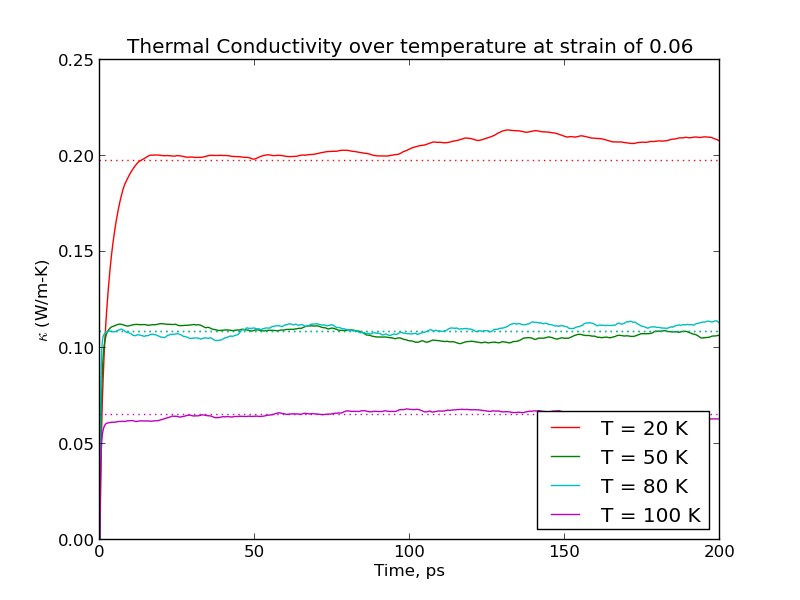 Thermal Conductivity over temperature at strain of 0.06
0.25
0.20
0.15
0.10
0.05
0.00
κ (W/m-K)
T = 20 K
T = 50 K
T = 80 K
T = 100 K
0
50
100
150
200
Time, ps